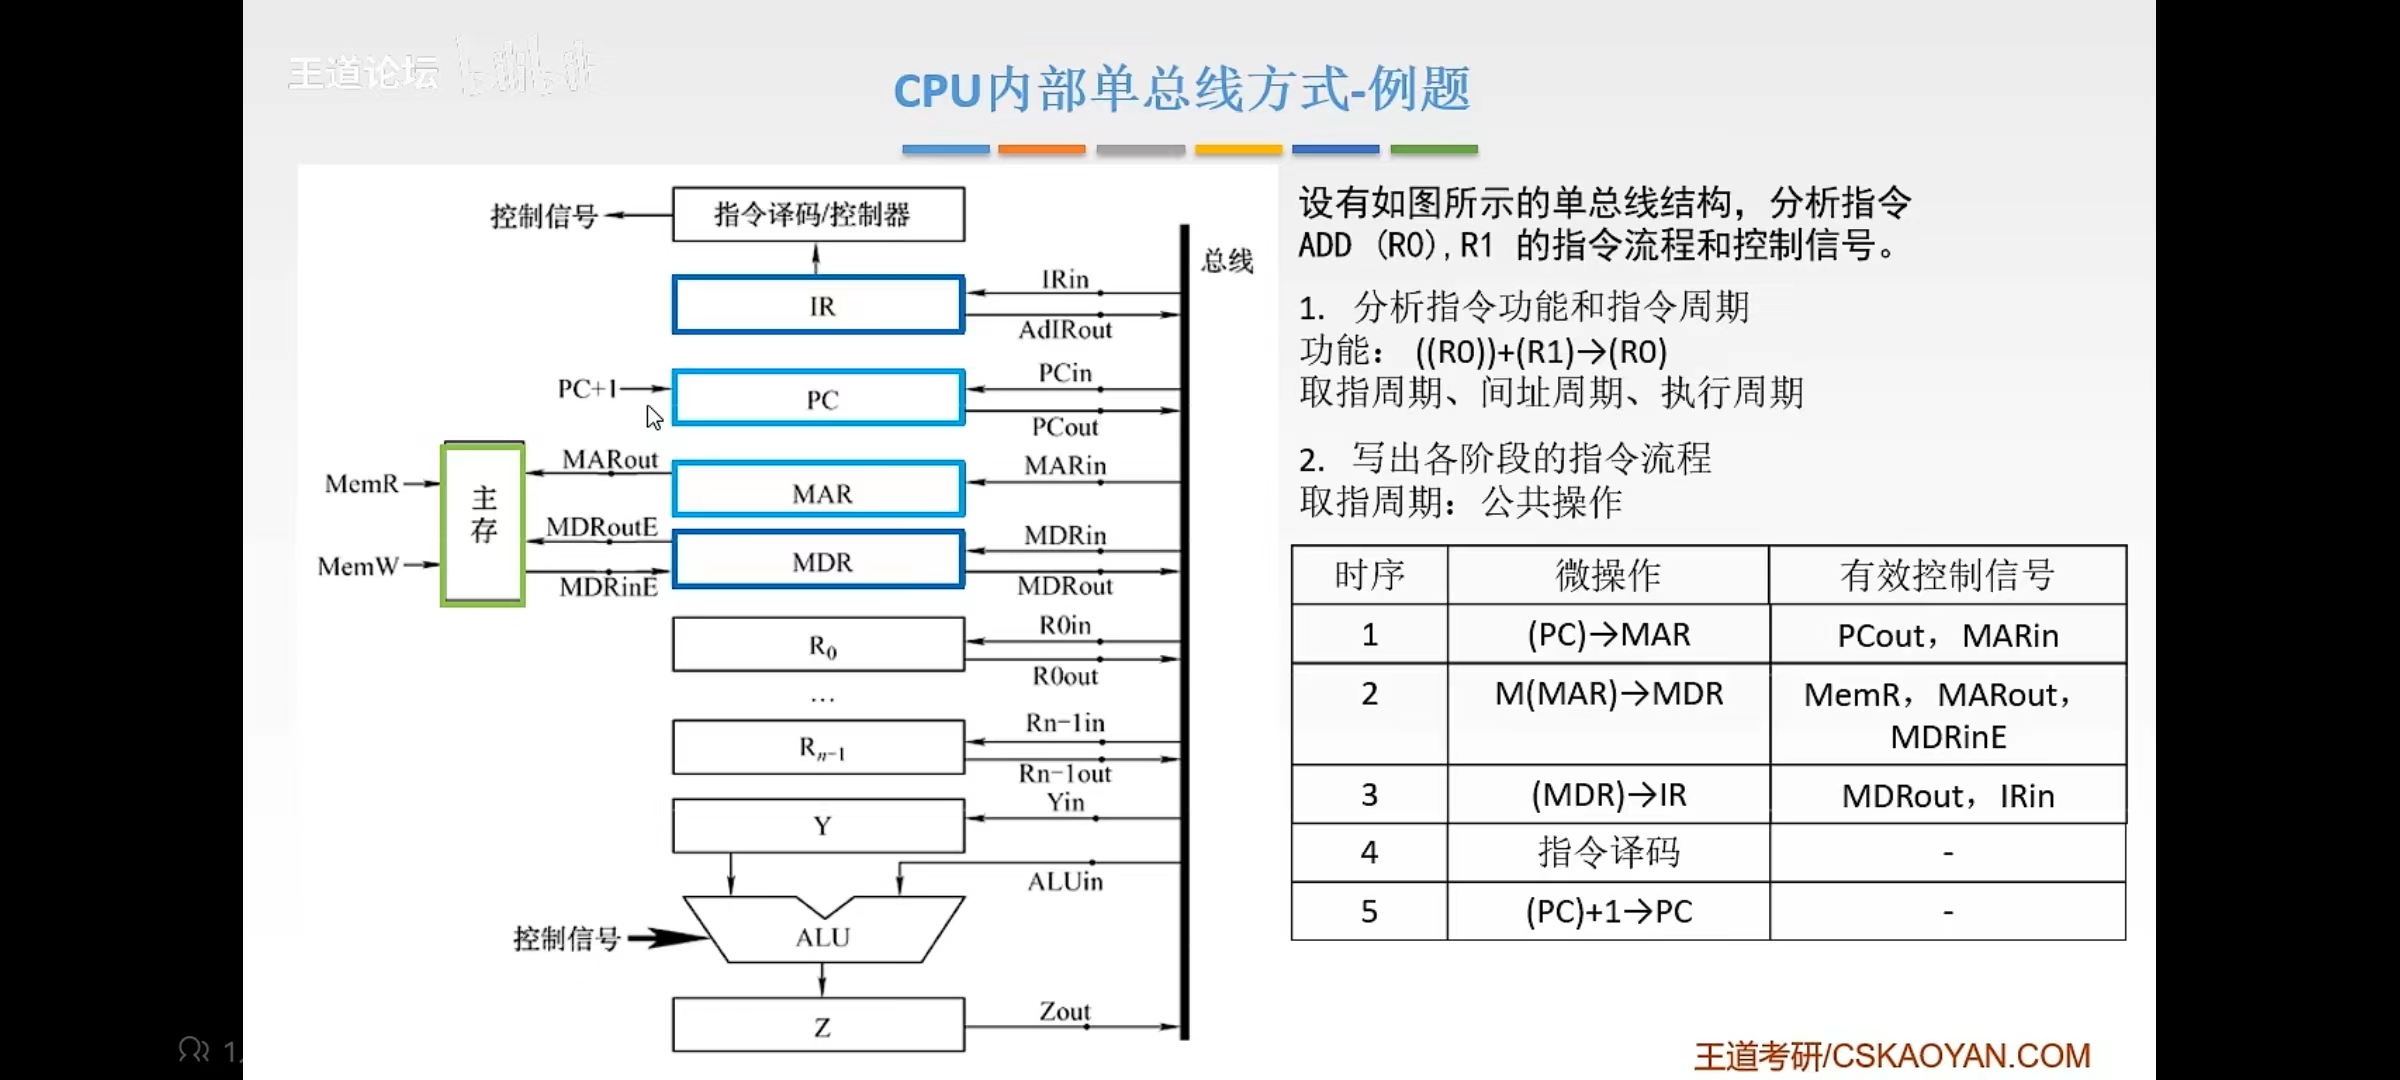 王道论坛
CPU内部单总线方式-例题
控制信号
指令译码/控制器
总线
IRin
IR
AdIRout
PC+1
PCin
PC
PCout
MARout
MARin
MemR
主存
MAR
MDRoutE
MDRin
MemW
MDR
MDRinE
MDRout
R0in
R0
R0out
…
Rn-1in
Rn-1
Rn-1out
Yin
Y
ALUin
控制信号
ALU
Zout
Z
设有如图所示的单总线结构，分析指令
ADD (R0),R1 的指令流程和控制信号。
1. 分析指令功能和指令周期
功能： ((R0))+(R1)→(R0)
取指周期、间址周期、执行周期
2. 写出各阶段的指令流程
取指周期：公共操作
时序 微操作 有效控制信号
1 (PC)→MAR PCout，MARin
2 M(MAR)→MDR MemR，MARout，
MDRinE
3 (MDR)→IR MDRout，IRin
4 指令译码 -
5 (PC)+1→PC -
王道考研/CSKAOYAN.COM